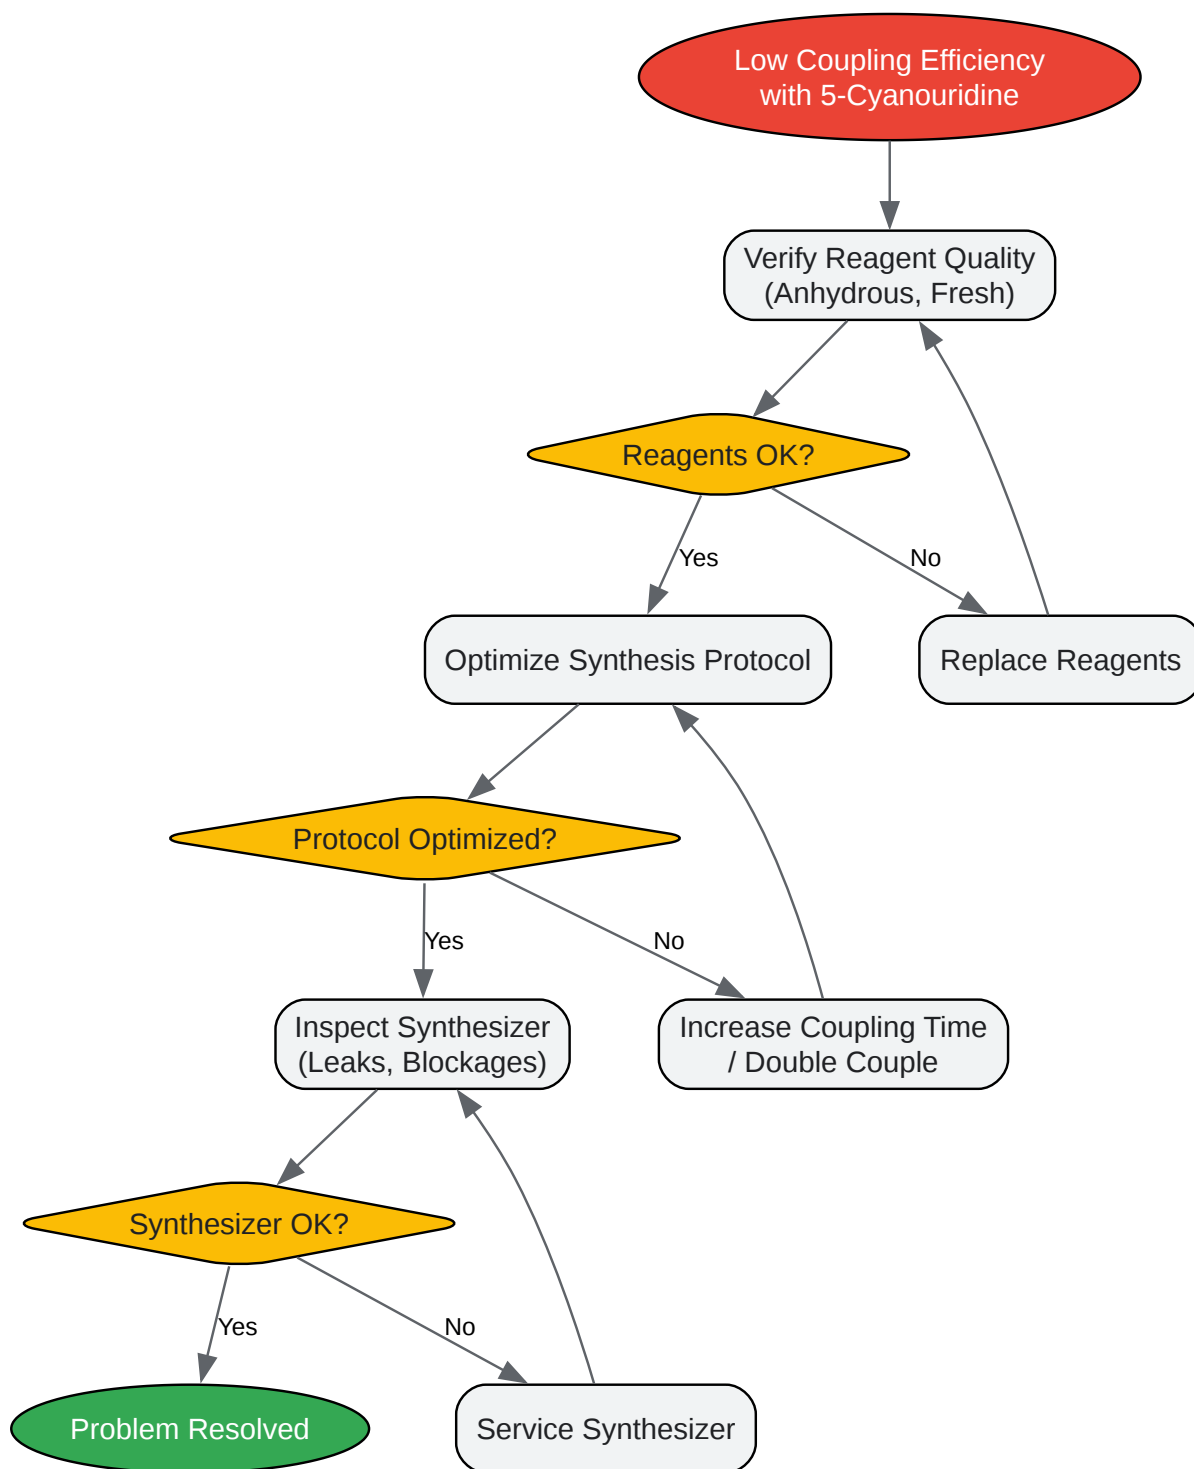 Low Coupling Efficiency
with 5-Cyanouridine
Verify Reagent Quality
(Anhydrous, Fresh)
Reagents OK?
Yes
No
Optimize Synthesis Protocol
Replace Reagents
Protocol Optimized?
Yes
No
Inspect Synthesizer
(Leaks, Blockages)
Increase Coupling Time
/ Double Couple
Synthesizer OK?
Yes
No
Problem Resolved
Service Synthesizer